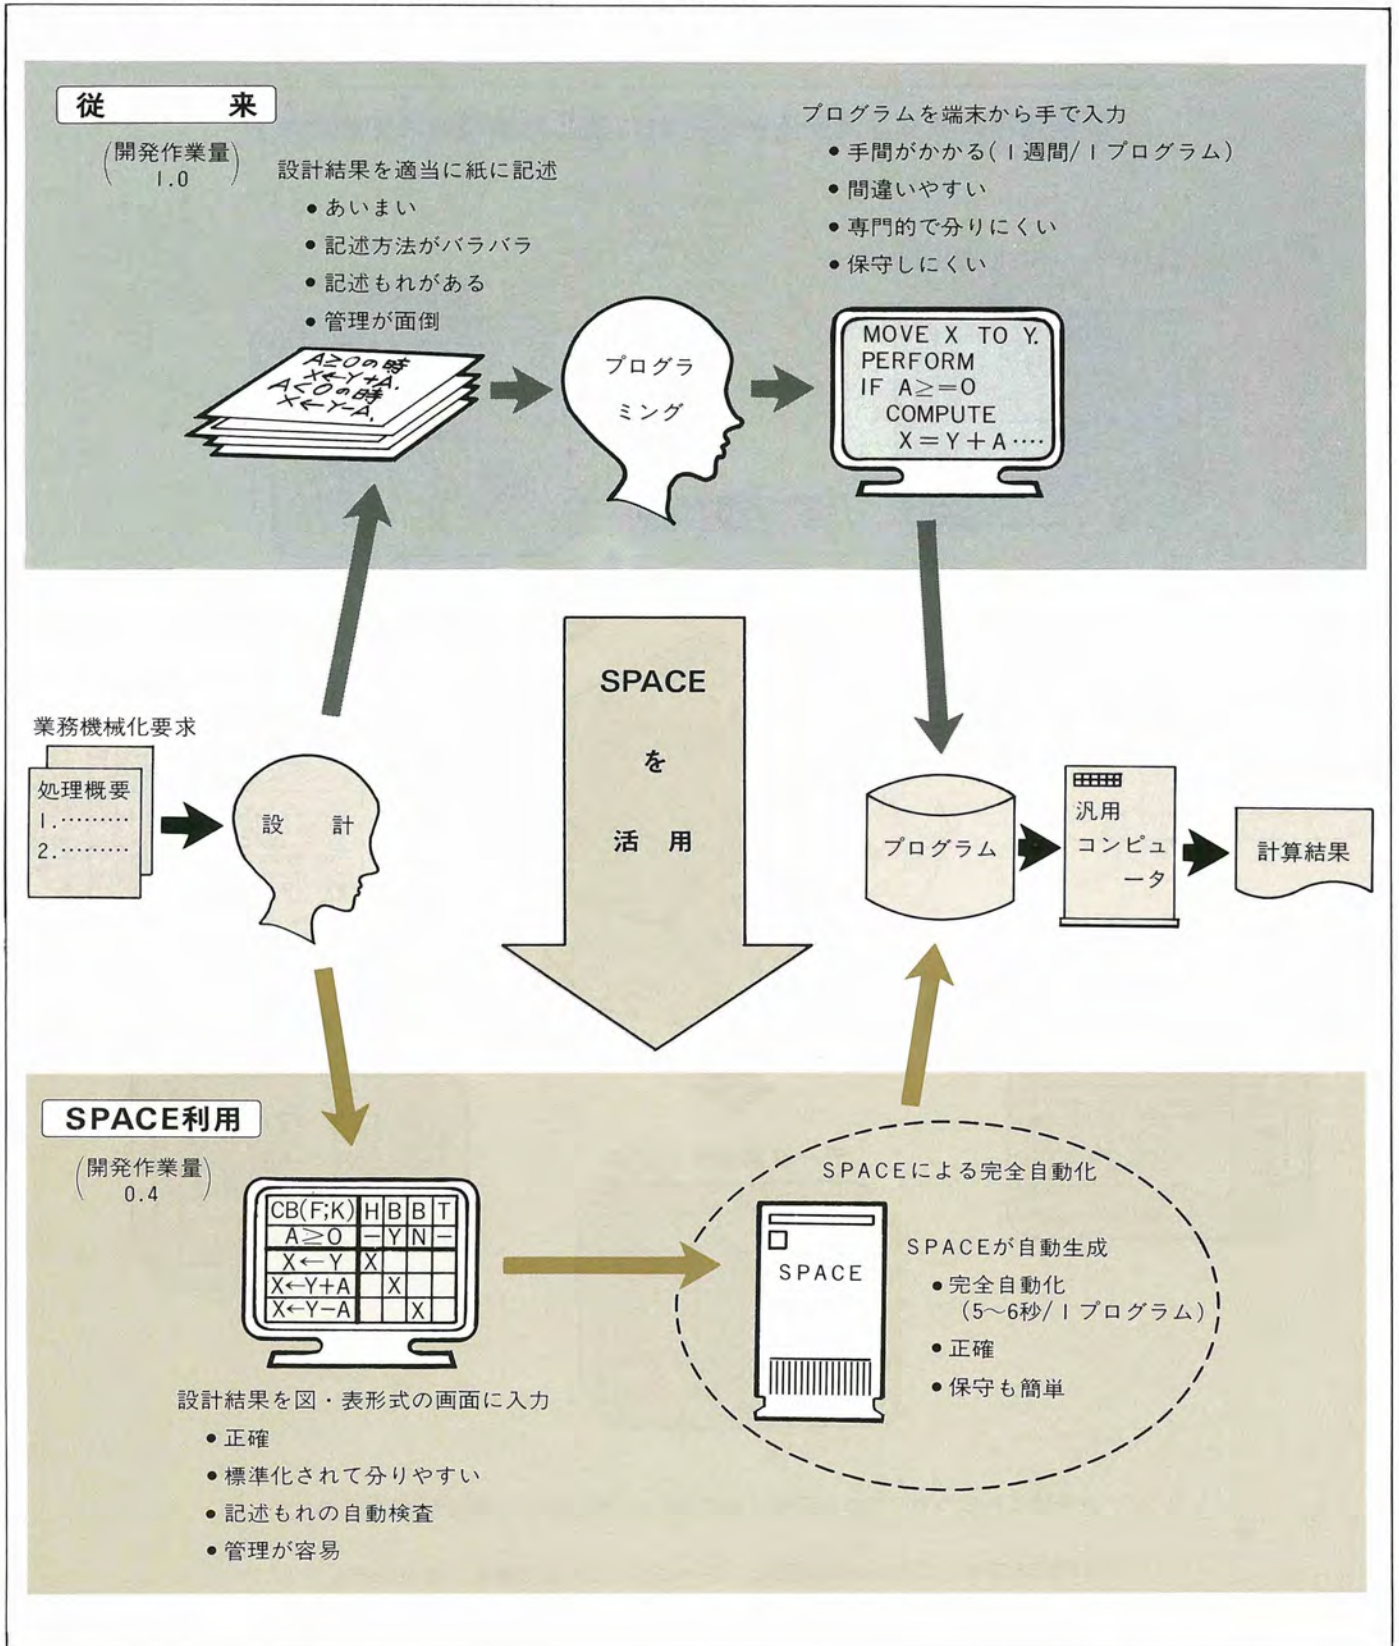 従　　来
(開発作業量)
1.0
設計結果を適当に紙に記述
● あいまい
● 記述方法がバラバラ
● 記述もれがある
● 管理が面倒
プログラムを端末から手で入力
● 手間がかかる(1週間/1プログラム)
● 間違いやすい
● 専門的で分りにくい
● 保守しにくい
A≥0の時
X←Y+A.
A<0の時
X←Y−A.
プログラ
ミング
MOVE X TO Y.
PERFORM
IF A≥=0
COMPUTE
X=Y+A‥‥
SPACE
を
活 用
業務機械化要求
処理概要
1.………
2.………
設　計
プログラム
汎用
コンピュ
ータ
計算結果
SPACE利用
(開発作業量)
0.4
CB(F;K) H B B T
A≧0 − Y N −
X←Y X
X←Y+A X
X←Y−A X
設計結果を図・表形式の画面に入力
● 正確
● 標準化されて分りやすい
● 記述もれの自動検査
● 管理が容易
SPACEによる完全自動化
SPACE
SPACEが自動生成
● 完全自動化
(5〜6秒/1プログラム)
● 正確
● 保守も簡単